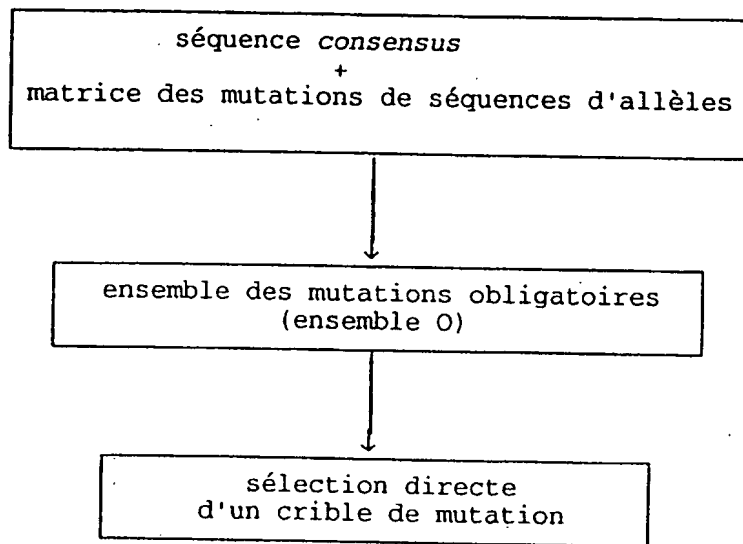 séquence consensus
+
matrice des mutations de séquences d'allèles
ensemble des mutations obligatoires
(ensemble O)
sélection directe
d'un crible de mutation